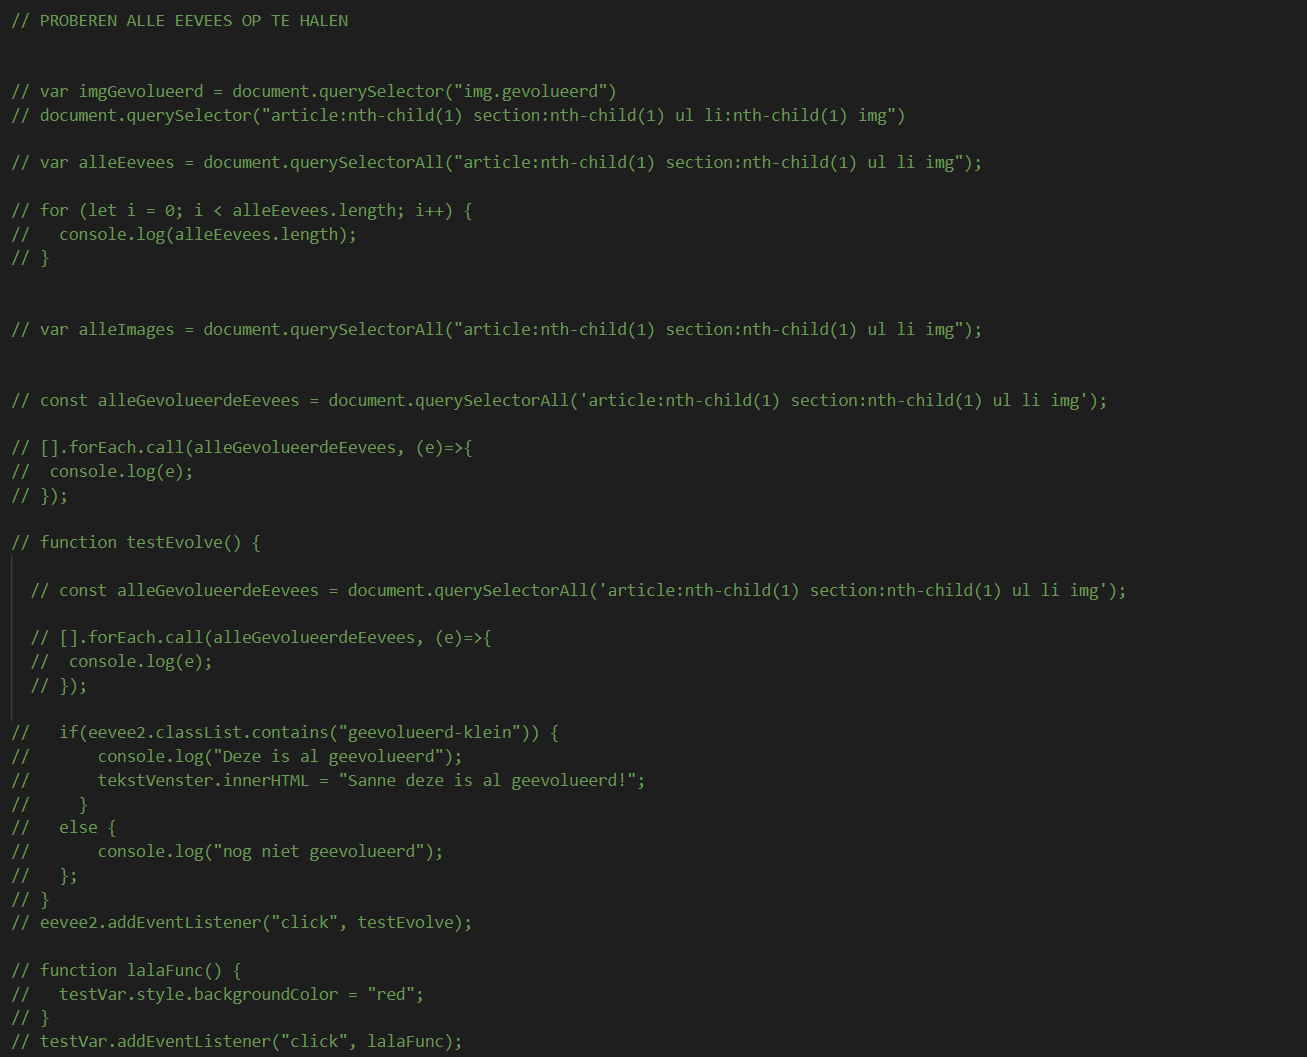 // PROBEREN ALLE EEVEES OP TE HALEN
// var imgGevolueerd = document.querySelector("img.gevolueerd")
// document.querySelector("article:nth-child(1) section:nth-child(1) ul li:nth-child(1) img")
// var alleEevees = document.querySelectorAll("article:nth-child(1) section:nth-child(1) ul li img");
// for (let i = 0; i < alleEevees.length; i++) {
//   console.log(alleEevees.length);
// }
// var alleImages = document.querySelectorAll("article:nth-child(1) section:nth-child(1) ul li img");
// const alleGevolueerdeEevees = document.querySelectorAll('article:nth-child(1) section:nth-child(1) ul li img');
// [].forEach.call(alleGevolueerdeEevees, (e)=>{
//  console.log(e);
// });
// function testEvolve() {
  // const alleGevolueerdeEevees = document.querySelectorAll('article:nth-child(1) section:nth-child(1) ul li img');
  // [].forEach.call(alleGevolueerdeEevees, (e)=>{
  //  console.log(e);
  // });
//   if(eevee2.classList.contains("geevolueerd-klein")) {
//       console.log("Deze is al geevolueerd");
//       tekstVenster.innerHTML = "Sanne deze is al geevolueerd!";
//     }
//   else {
//       console.log("nog niet geevolueerd");
//   };
// }
// eevee2.addEventListener("click", testEvolve);
// function lalaFunc() {
//   testVar.style.backgroundColor = "red";
// }
// testVar.addEventListener("click", lalaFunc);